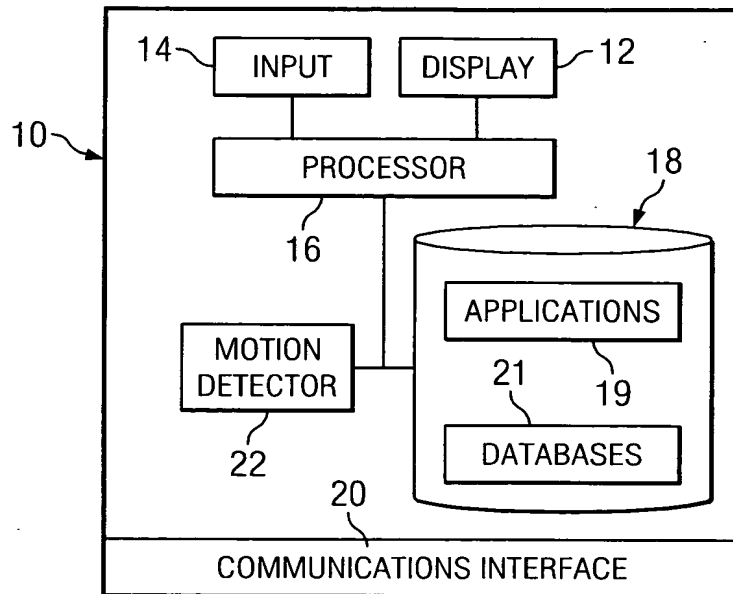 14 INPUT DISPLAY 12
10
PROCESSOR
16
18
APPLICATIONS
19
MOTION
DETECTOR
22
21
DATABASES
20
COMMUNICATIONS INTERFACE